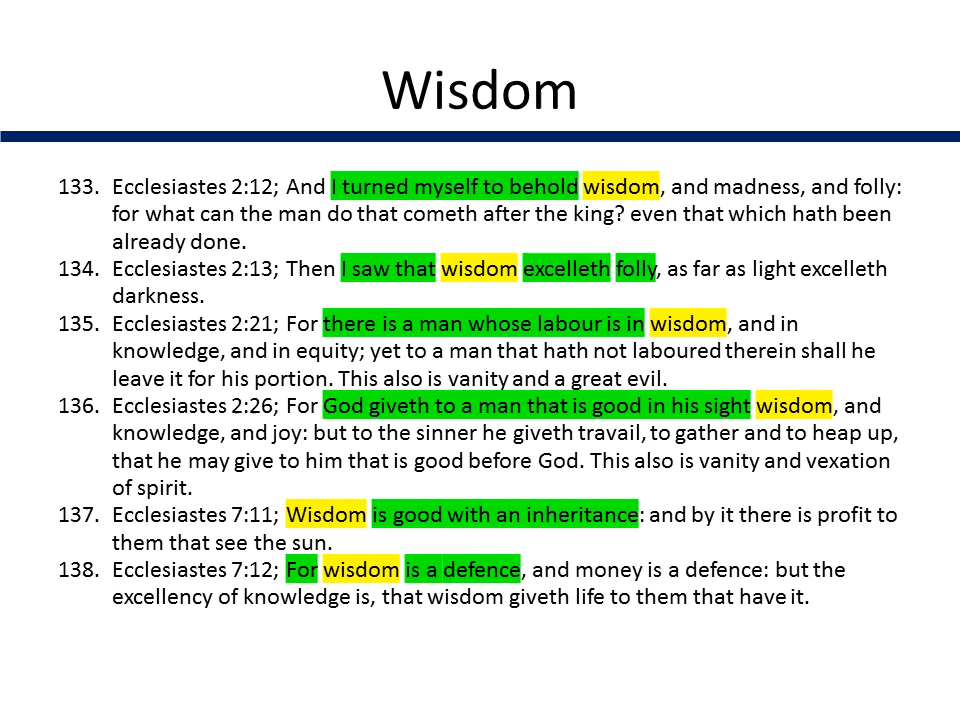 Wisdom
133. Ecclesiastes 2:12; And I turned myself to behold wisdom, and madness, and folly:
for what can the man do that cometh after the king? even that which hath been
already done.
134. Ecclesiastes 2:13; Then I saw that wisdom excelleth folly, as far as light excelleth
darkness.
135. Ecclesiastes 2:21; For there is a man whose labour is in wisdom, and in
knowledge, and in equity; yet to a man that hath not laboured therein shall he
leave it for his portion. This also is vanity and a great evil.
136. Ecclesiastes 2:26; For God giveth to a man that is good in his sight wisdom, and
knowledge, and joy: but to the sinner he giveth travail, to gather and to heap up,
that he may give to him that is good before God. This also is vanity and vexation
of spirit.
137. Ecclesiastes 7:11; Wisdom is good with an inheritance: and by it there is profit to
them that see the sun.
138. Ecclesiastes 7:12; For wisdom is a defence, and money is a defence: but the
excellency of knowledge is, that wisdom giveth life to them that have it.